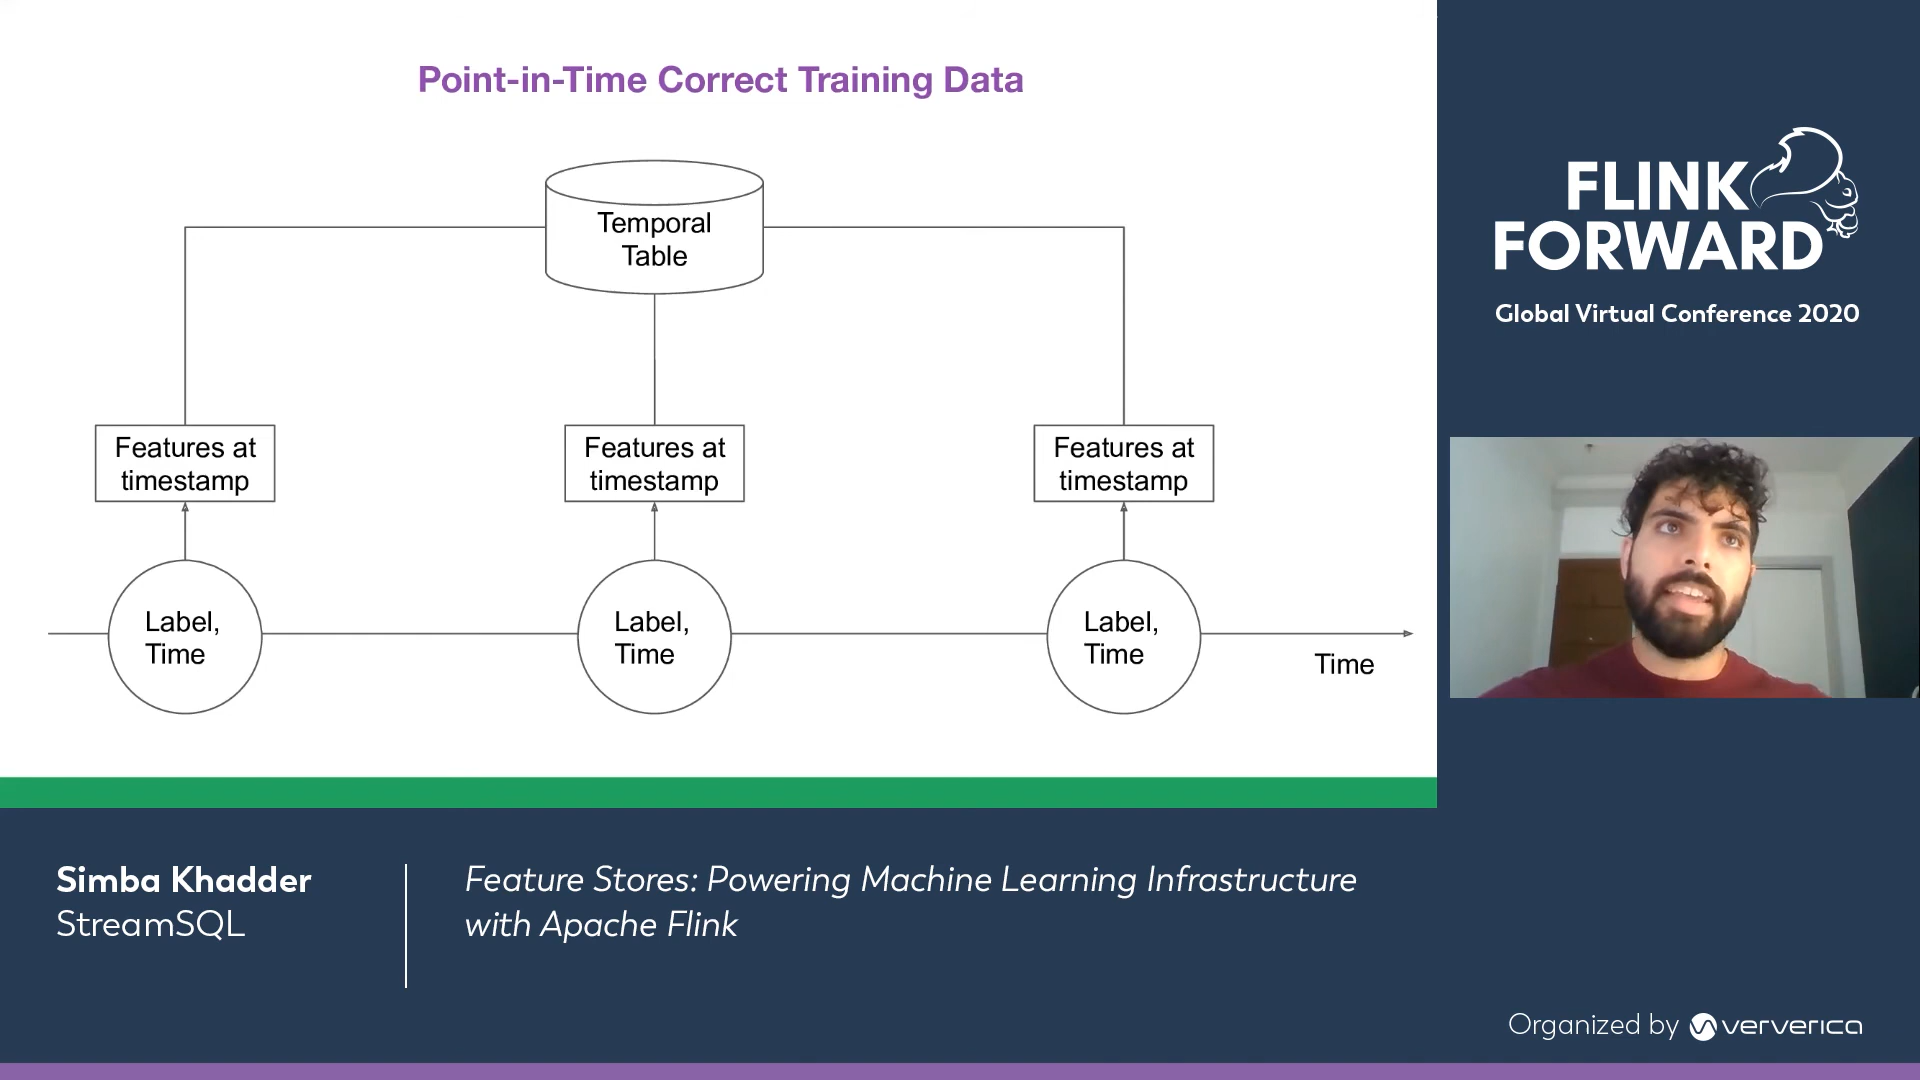 Point-in-Time Correct Training Data
Temporal
Table
Features at
timestamp
Features at
timestamp
Features at
timestamp
Label,
Time
Label,
Time
Label,
Time
Time
FLINK
FORWARD
Global Virtual Conference 2020
Simba Khadder
StreamSQL
Feature Stores: Powering Machine Learning Infrastructure
with Apache Flink
Organized by ververica